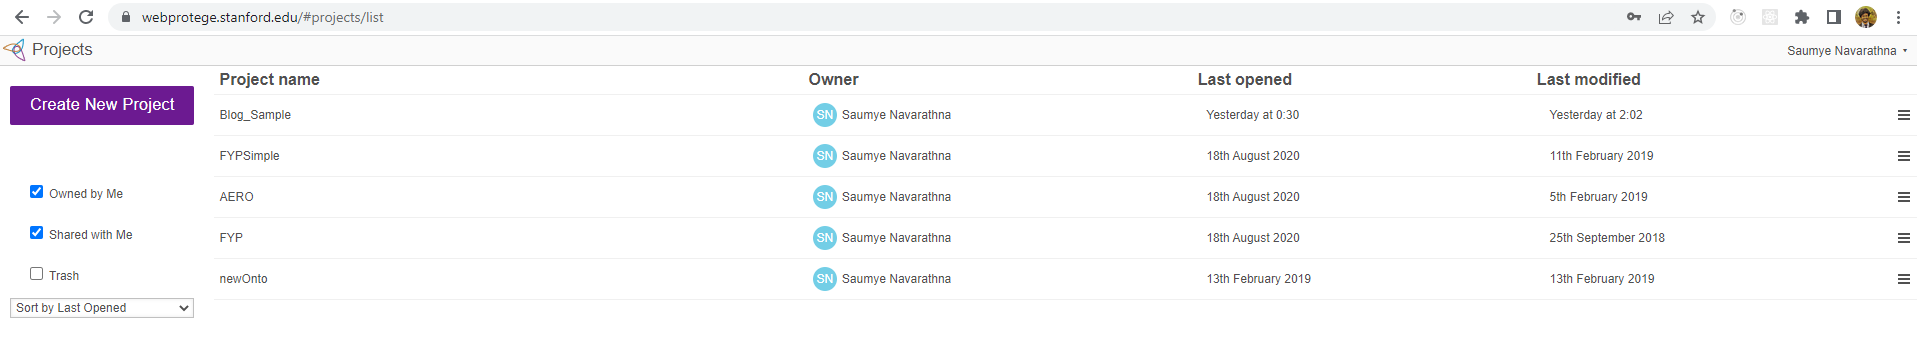 webprotege.stanford.edu/#projects/list
Projects
Saumye Navarathna
Create New Project
Owned by Me
Shared with Me
Trash
Sort by Last Opened
Project name Owner Last opened Last modified
Blog_Sample SN Saumye Navarathna Yesterday at 0:30 Yesterday at 2:02
FYPSimple SN Saumye Navarathna 18th August 2020 11th February 2019
AERO SN Saumye Navarathna 18th August 2020 5th February 2019
FYP SN Saumye Navarathna 18th August 2020 25th September 2018
newOnto SN Saumye Navarathna 13th February 2019 13th February 2019